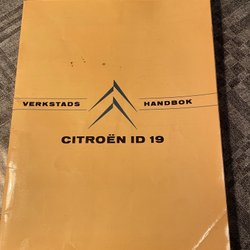 VERKSTADS HANDBOK
CITROËN ID 19